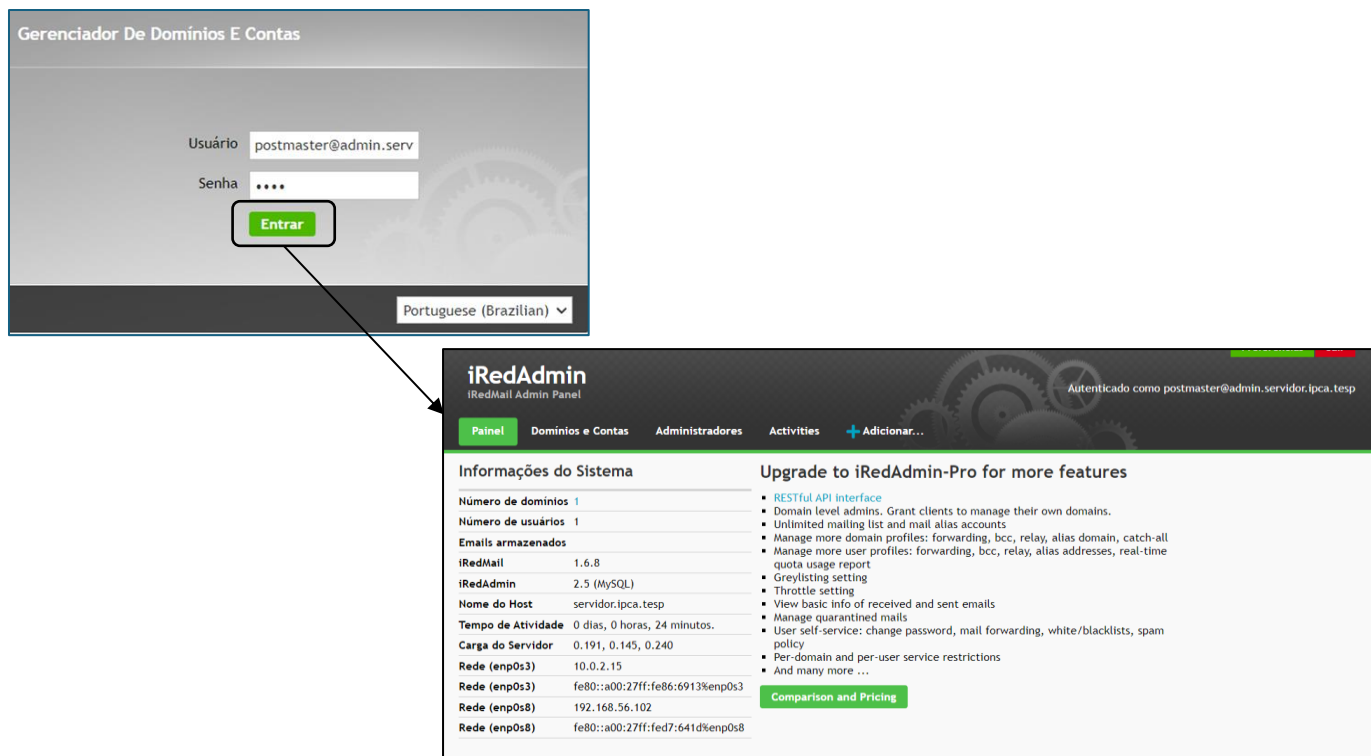 Gerenciador De Domínios E Contas
Usuário postmaster@admin.serv
Senha ••••
Entrar
Portuguese (Brazilian)
iRedAdmin
iRedMail Admin Panel
Autenticado como postmaster@admin.servidor.ipca.tesp
Painel Domínios e Contas Administradores Activities Adicionar...
Informações do Sistema
Número de domínios 1
Número de usuários 1
Emails armazenados
iRedMail 1.6.8
iRedAdmin 2.5 (MySQL)
Nome do Host servidor.ipca.tesp
Tempo de Atividade 0 dias, 0 horas, 24 minutos.
Carga do Servidor 0.191, 0.145, 0.240
Rede (enp0s3) 10.0.2.15
Rede (enp0s3) fe80::a00:27ff:fe86:6913%enp0s3
Rede (enp0s8) 192.168.56.102
Rede (enp0s8) fe80::a00:27ff:fed7:641d%enp0s8
Upgrade to iRedAdmin-Pro for more features
RESTful API interface
Domain level admins. Grant clients to manage their own domains.
Unlimited mailing list and mail alias accounts
Manage more domain profiles: forwarding, bcc, relay, alias domain, catch-all
Manage more user profiles: forwarding, bcc, relay, alias addresses, real-time
quota usage report
Greylisting setting
Throttle setting
View basic info of received and sent emails
Manage quarantined mails
User self-service: change password, mail forwarding, white/blacklists, spam
policy
Per-domain and per-user service restrictions
And many more ...
Comparison and Pricing